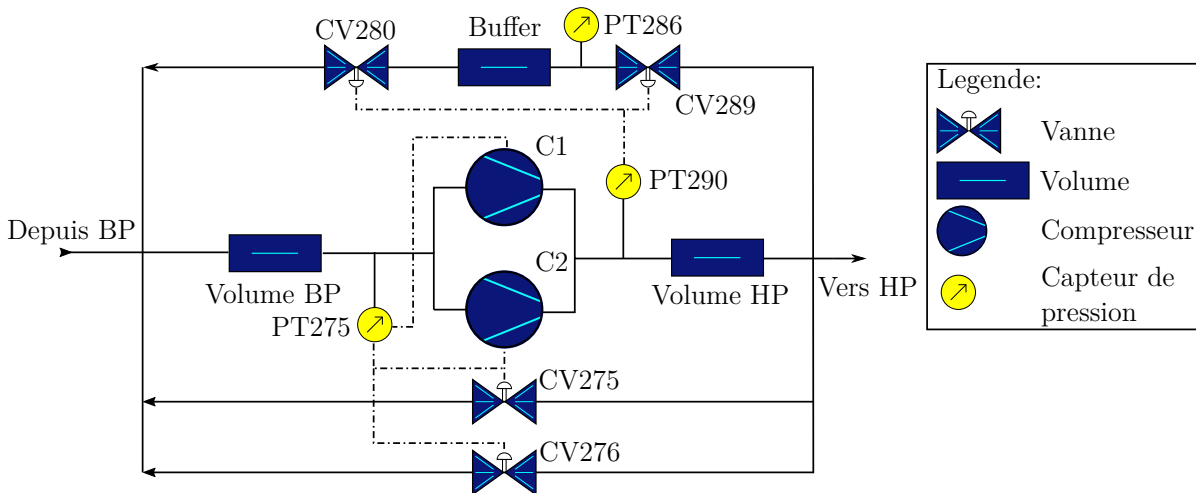 CV280
Buffer
PT286
CV289
C1
PT290
Depuis BP
Volume BP
C2
Volume HP
Vers HP
PT275
CV275
CV276
Legende:
Vanne
Volume
Compresseur
Capteur de
pression